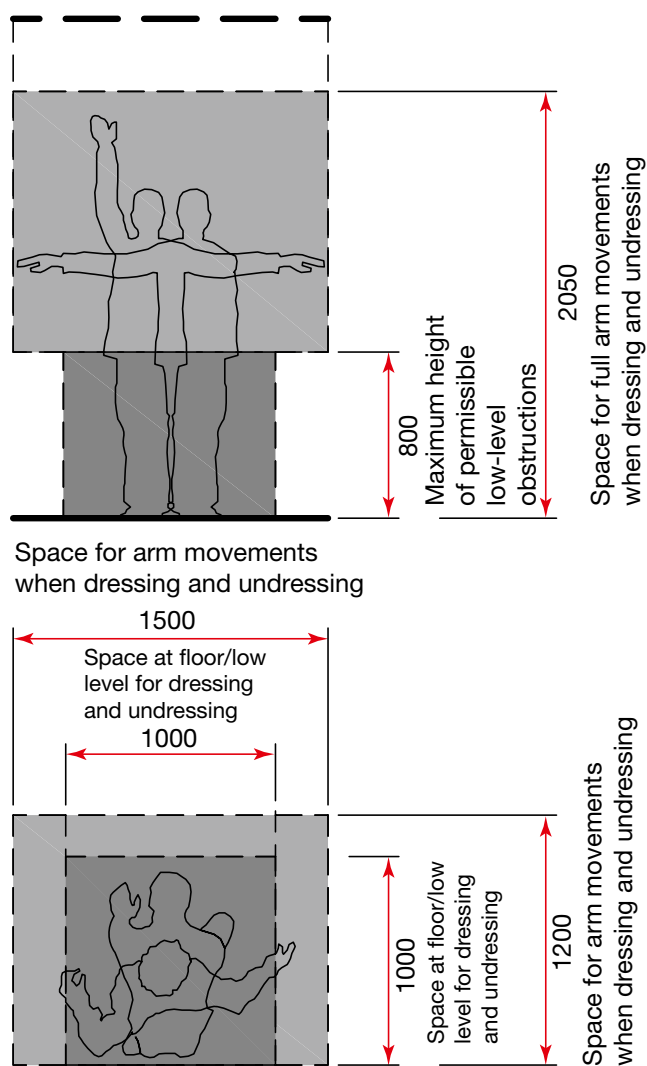 2050
Space for full arm movements
when dressing and undressing
800
Maximum height
of permissible
low-level
obstructions
Space for arm movements
when dressing and undressing
1500
Space at floor/low
level for dressing
and undressing
1000
1000
Space at floor/low
level for dressing
and undressing
1200
Space for arm movements
when dressing and undressing